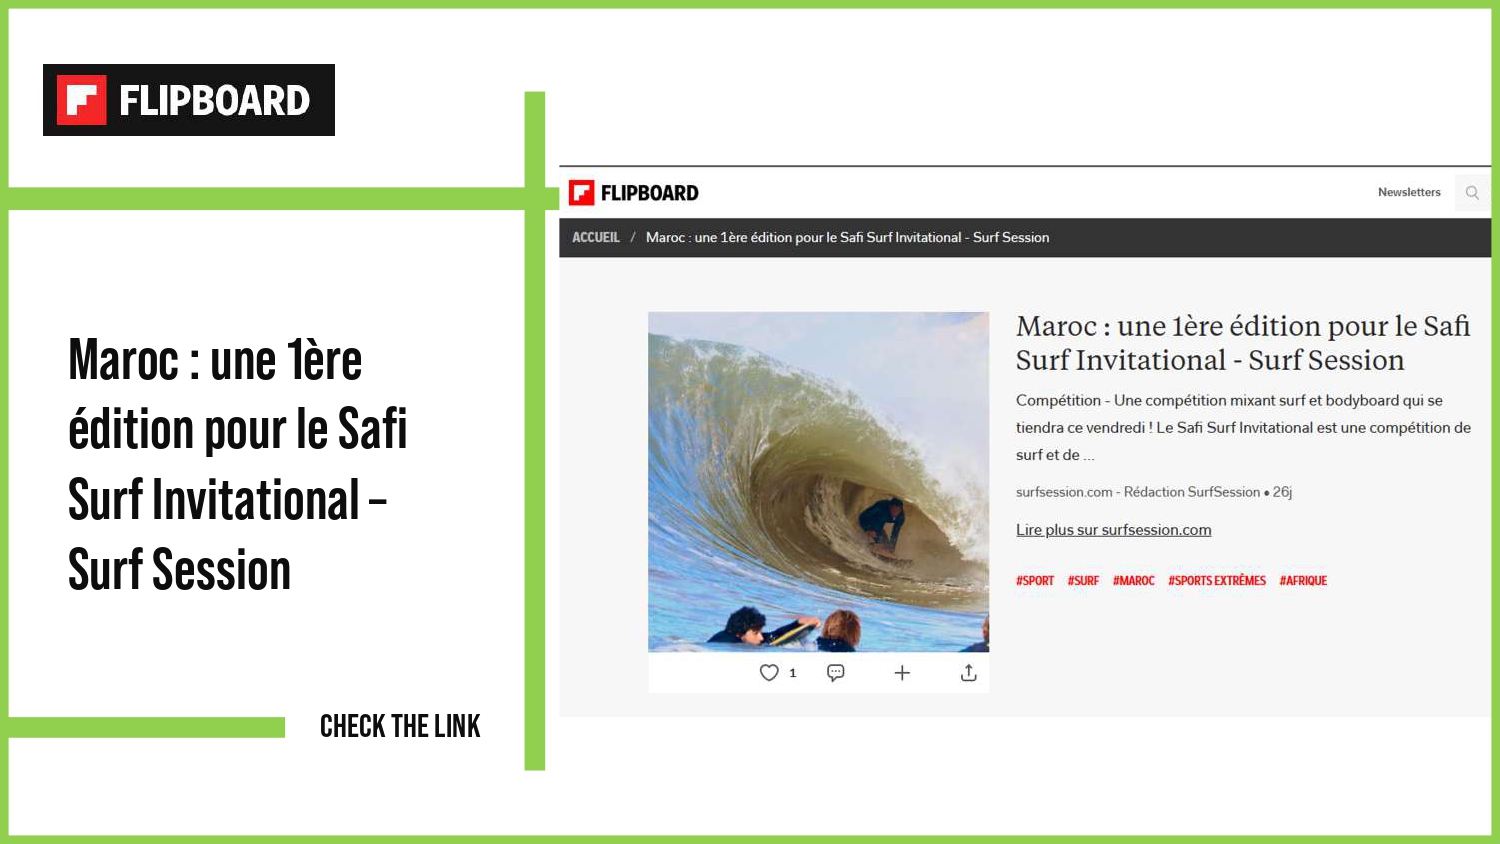 FLIPBOARD
Maroc : une 1ère
édition pour le Safi
Surf Invitational –
Surf Session
CHECK THE LINK
FLIPBOARD
Newsletters
ACCUEIL / Maroc : une 1ère édition pour le Safi Surf Invitational - Surf Session
Maroc : une 1ère édition pour le Safi
Surf Invitational - Surf Session
Compétition - Une compétition mixant surf et bodyboard qui se
tiendra ce vendredi ! Le Safi Surf Invitational est une compétition de
surf et de ...
surfsession.com - Rédaction SurfSession • 26j
Lire plus sur surfsession.com
#SPORT #SURF #MAROC #SPORTS EXTRÊMES #AFRIQUE
1